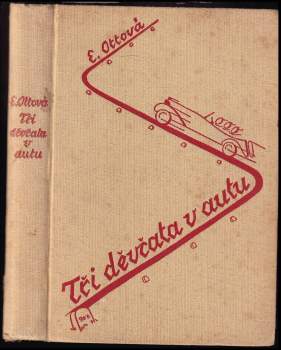 E. Ottová
Tři
děvčata
v
autu
E. Ottová
Tři děvčata v autu